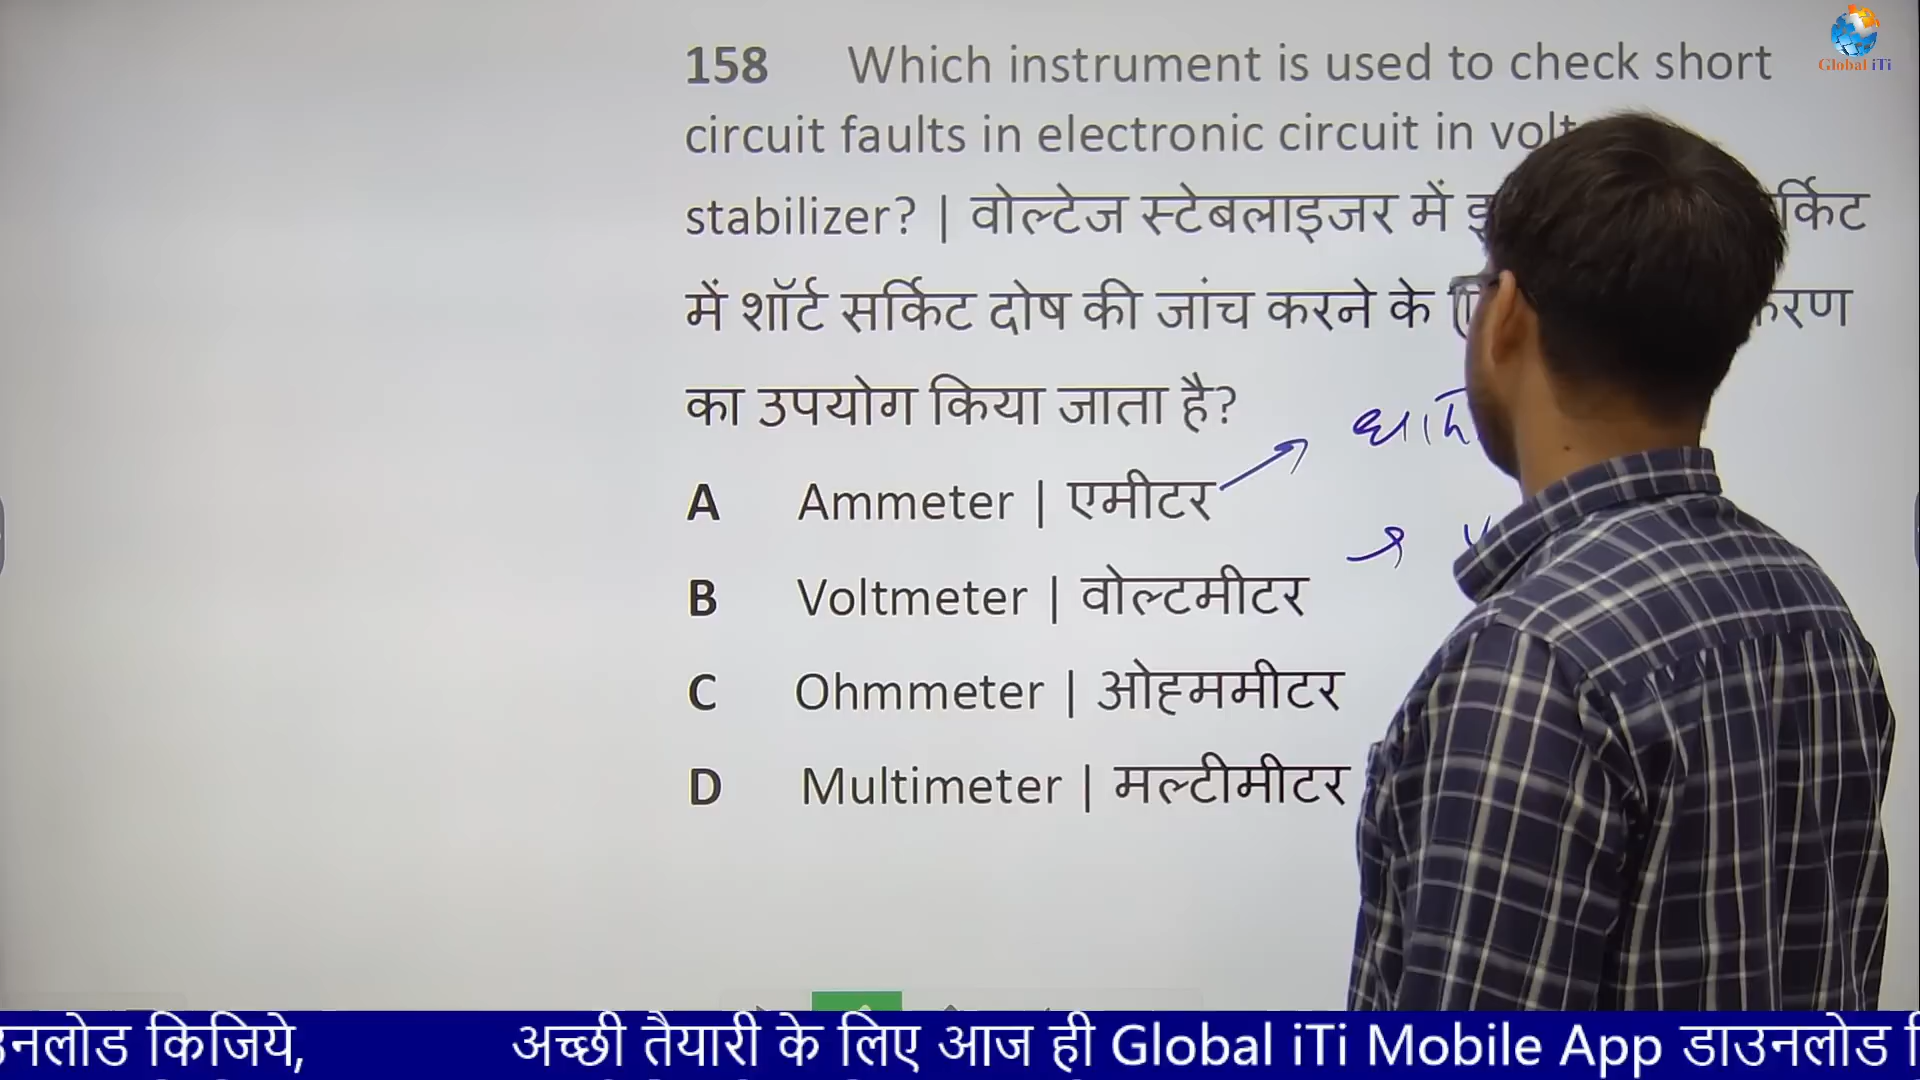 Global iTi
158 Which instrument is used to check short
circuit faults in electronic circuit in
stabilizer? | वोल्टेज स्टेबलाइजर में
में शॉर्ट सर्किट दोष की जांच करने के
का उपयोग किया जाता है?
A Ammeter | एमीटर
B Voltmeter | वोल्टमीटर
C Ohmmeter | ओह्ममीटर
D Multimeter | मल्टीमीटर
किजिये, अच्छी तैयारी के लिए आज ही Global iTi Mobile App डाउनलोड